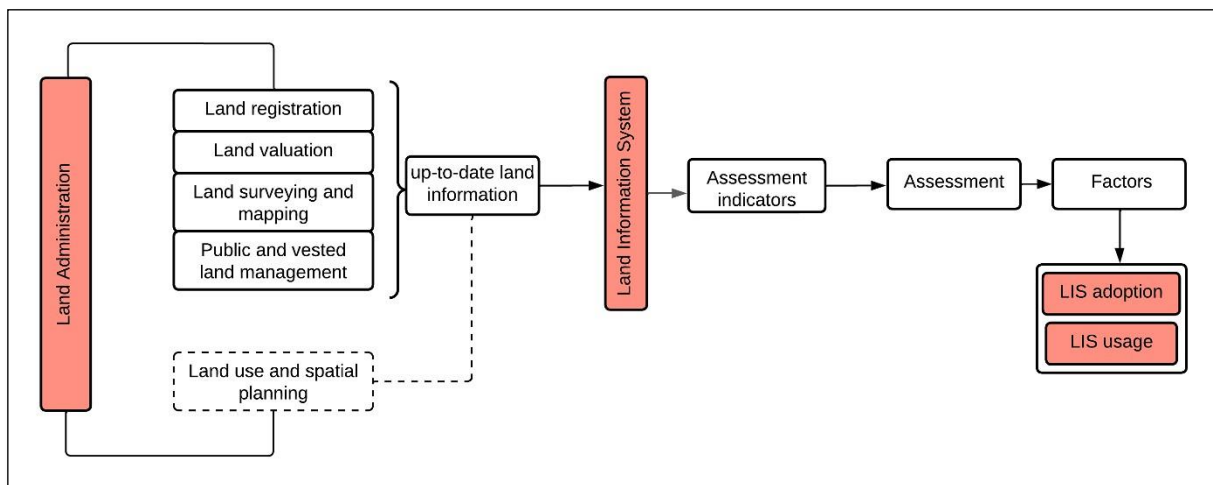 Land Administration
Land registration
Land valuation
Land surveying and
mapping
Public and vested
land management
Land use and spatial
planning
up-to-date land
information
Land Information System
Assessment
indicators
Assessment
Factors
LIS adoption
LIS usage